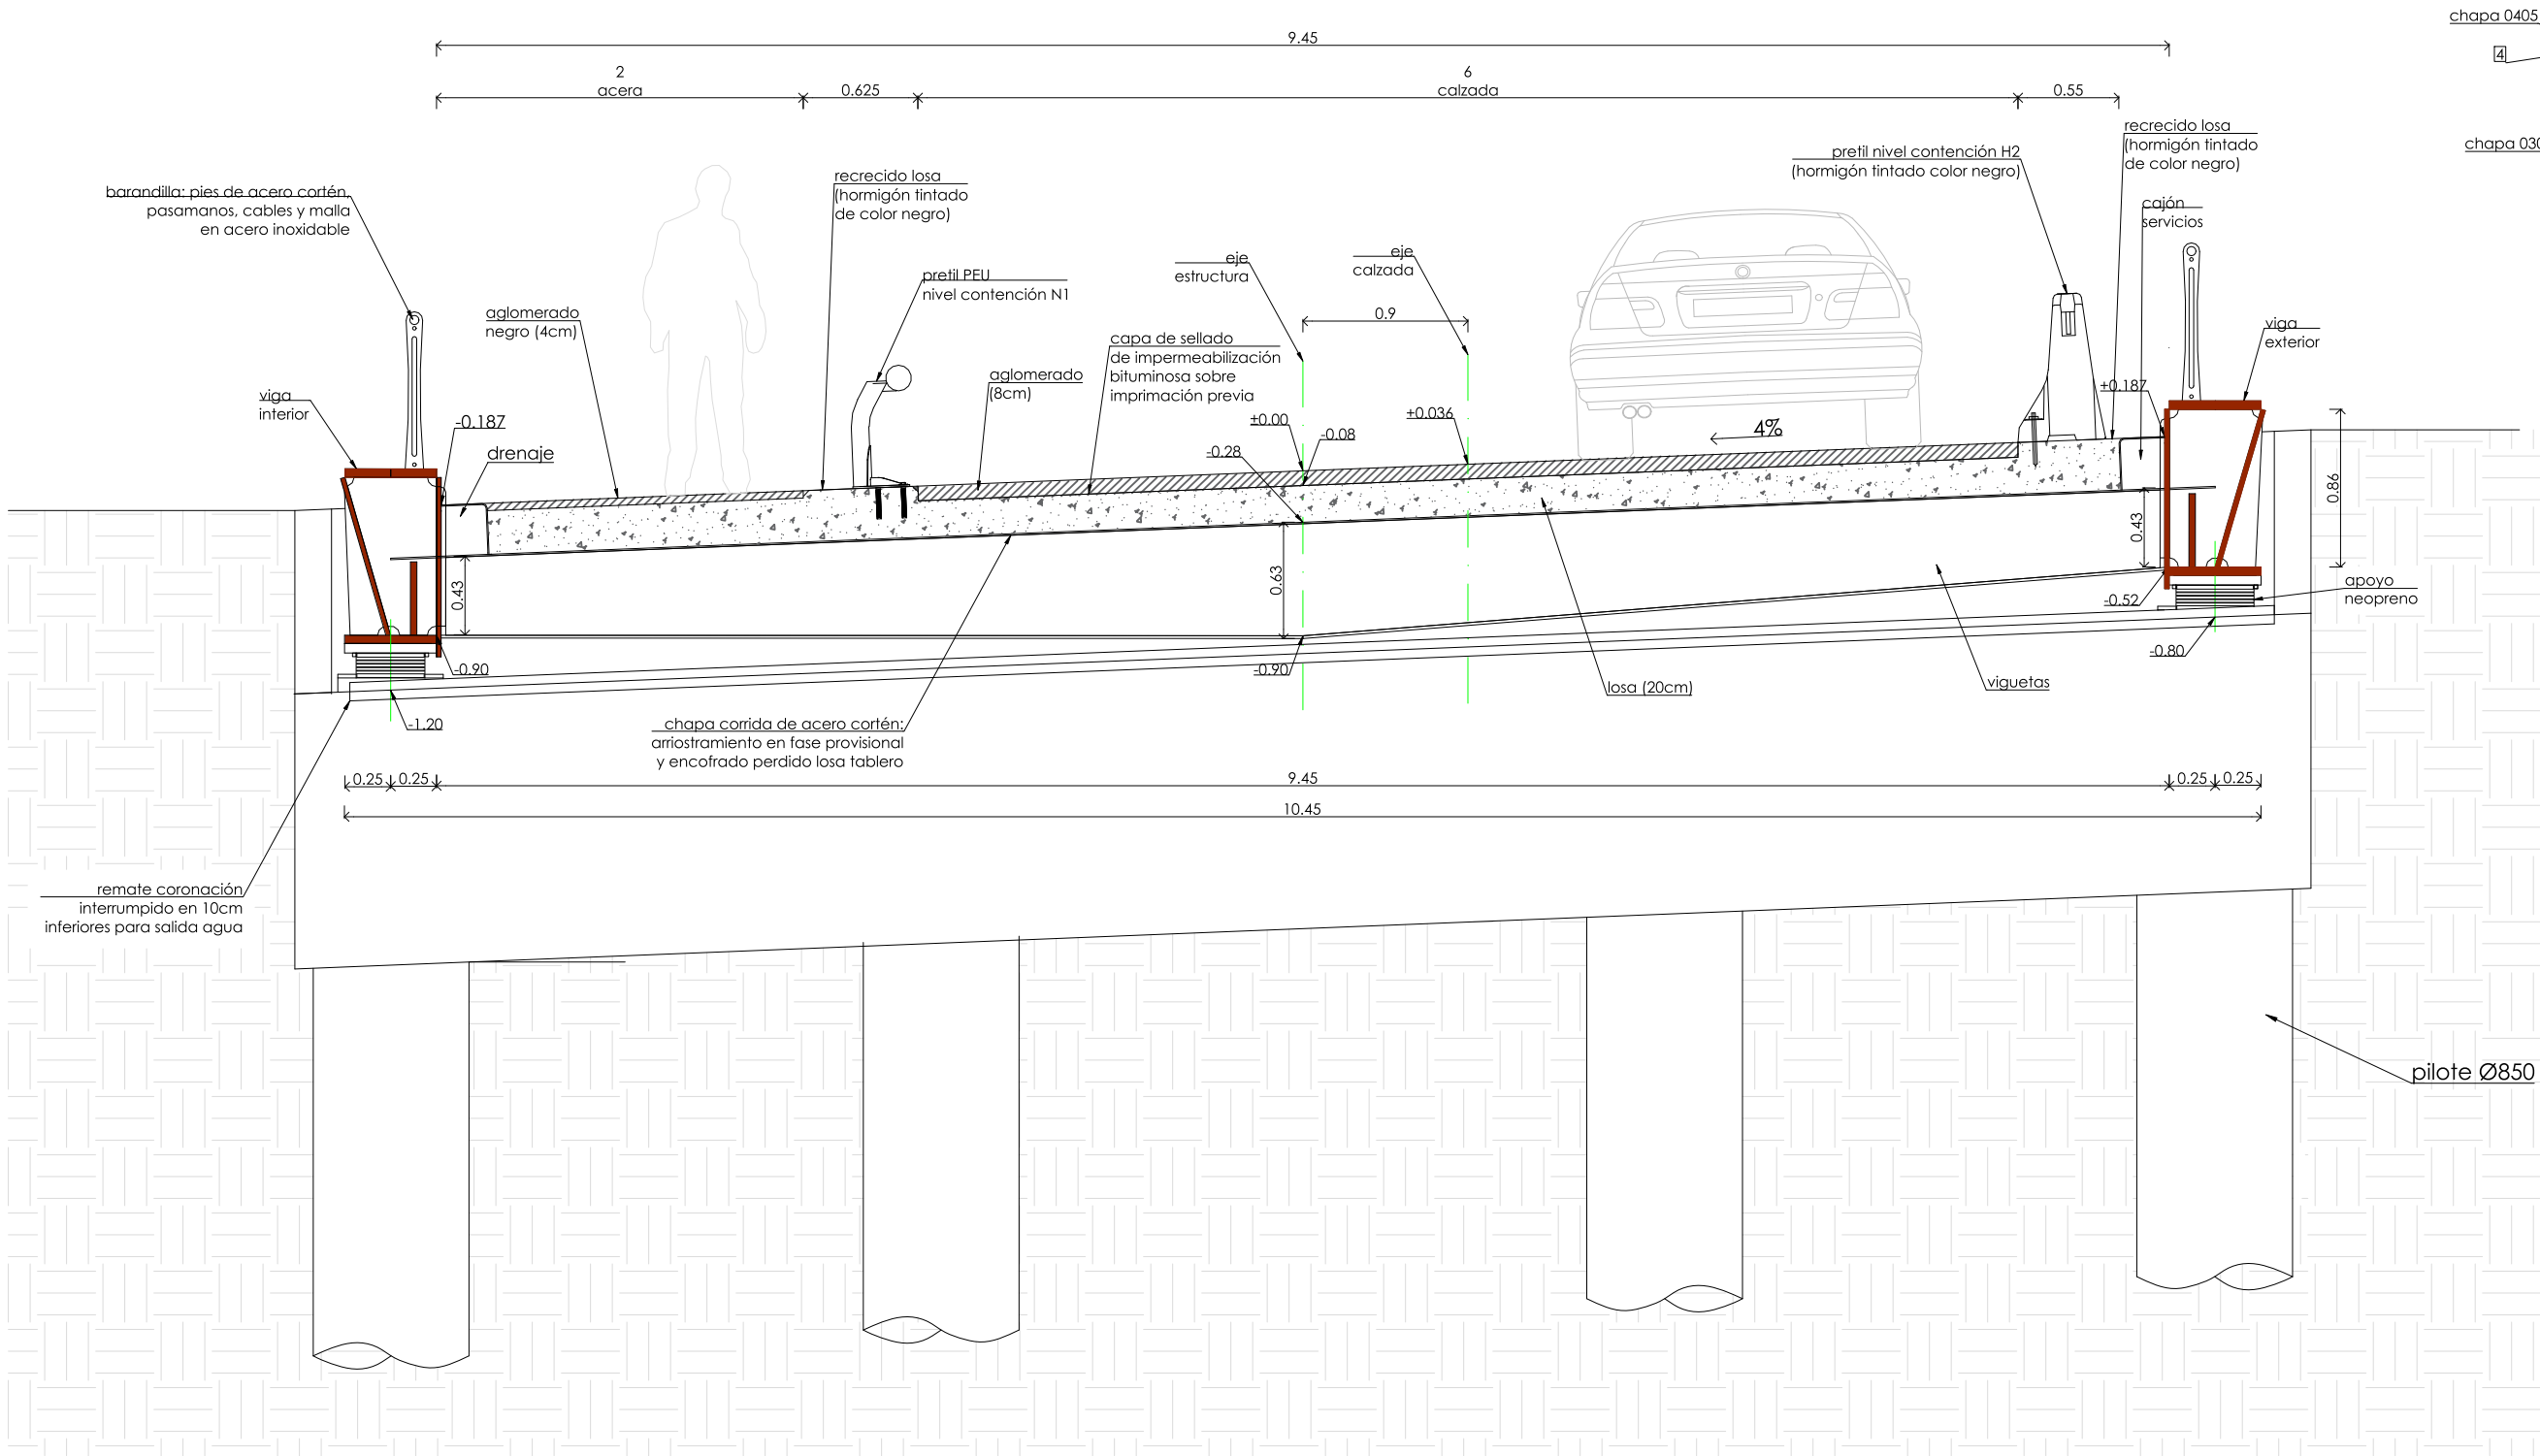 chapa 0405
9.45
4
2
acera
0.625
6
calzada
0.55
chapa 030
recrecido losa
(hormigón tintado
de color negro)
pretil nivel contención H2
(hormigón tintado color negro)
recrecido losa
(hormigón tintado
de color negro)
barandilla: pies de acero cortén,
pasamanos, cables y malla
en acero inoxidable
cajón
servicios
eje
estructura
eje
calzada
pretil PEU
nivel contención N1
aglomerado
negro (4cm)
0.9
viga
exterior
capa de sellado
de impermeabilización
bituminosa sobre
imprimación previa
aglomerado
(8cm)
viga
interior
±0.187
-0.187
±0.00
±0.036
-0.08
4%
-0.28
drenaje
0.86
0.43
0.63
0.43
apoyo
neopreno
-0.52
-0.90
-0.90
-0.80
losa (20cm)
viguetas
-1.20
chapa corrida de acero cortén:
arriostramiento en fase provisional
y encofrado perdido losa tablero
0.25
0.25
9.45
0.25
0.25
10.45
remate coronación
interrumpido en 10cm
inferiores para salida agua
pilote Ø850